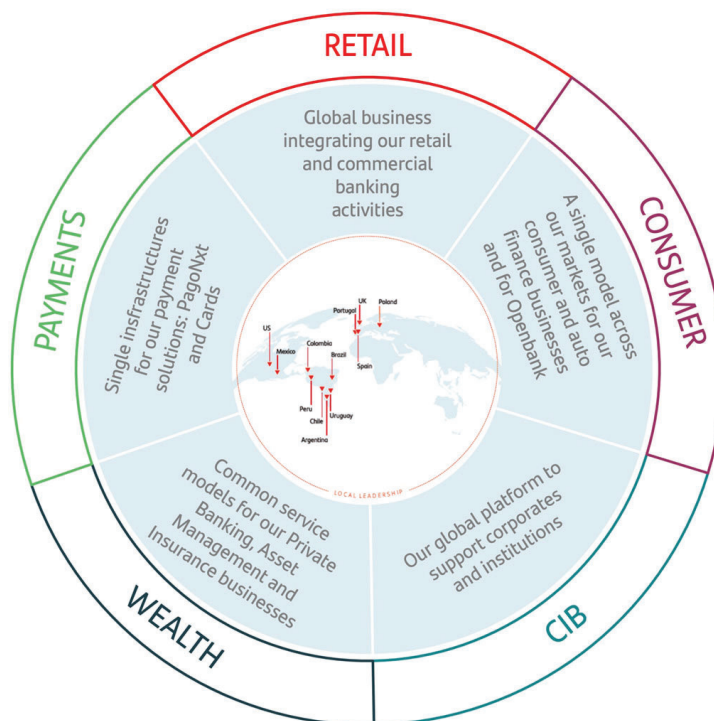 RETAIL
Global business
integrating our retail
and commercial
banking
activities
CONSUMER
A single model across
our markets for our
consumer and auto
finance businesses
and for Openbank
CIB
Our global platform to
support corporates
and institutions
WEALTH
Common service
models for our Private
Banking, Asset
Management and
Insurance businesses
PAYMENTS
Single insfrastructures
for our payment
solutions: PagoNxt
and Cards
UK
Poland
Portugal
US
Mexico
Colombia
Brazil
Spain
Peru
Chile
Uruguay
Argentina
LOCAL LEADERSHIP